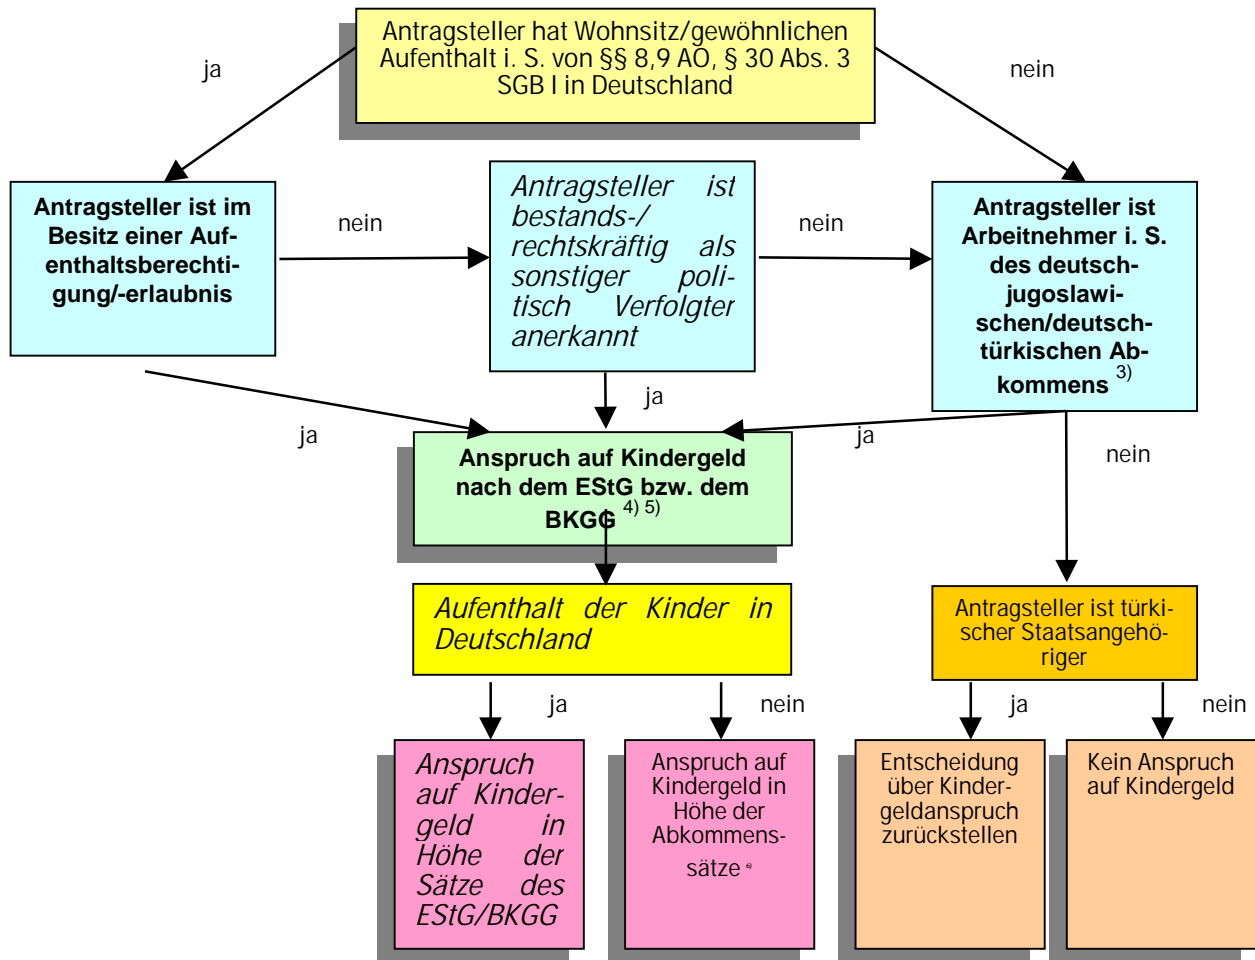 Antragsteller hat Wohnsitz/gewöhnlichen
Aufenthalt i. S. von §§ 8,9 AO, § 30 Abs. 3
SGB I in Deutschland
ja
nein
Antragsteller ist im
Besitz einer Auf-
enthaltsberechti-
gung/-erlaubnis
nein
Antragsteller ist
bestands-/
rechtskräftig als
sonstiger poli-
tisch Verfolgter
anerkannt
nein
Antragsteller ist
Arbeitnehmer i. S.
des deutsch-
jugoslawi-
schen/deutsch-
türkischen Ab-
kommens 3)
ja
ja
ja
nein
Anspruch auf Kindergeld
nach dem EStG bzw. dem
BKGG 4) 5)
Aufenthalt der Kinder in
Deutschland
Antragsteller ist türki-
scher Staatsangehö-
riger
ja
nein
ja
nein
Anspruch
auf Kinder-
geld in
Höhe der
Sätze des
EStG/BKGG
Anspruch auf
Kindergeld in
Höhe der
Abkommens-
sätze
Entscheidung
über Kinder-
geldanspruch
zurückstellen
Kein Anspruch
auf Kindergeld